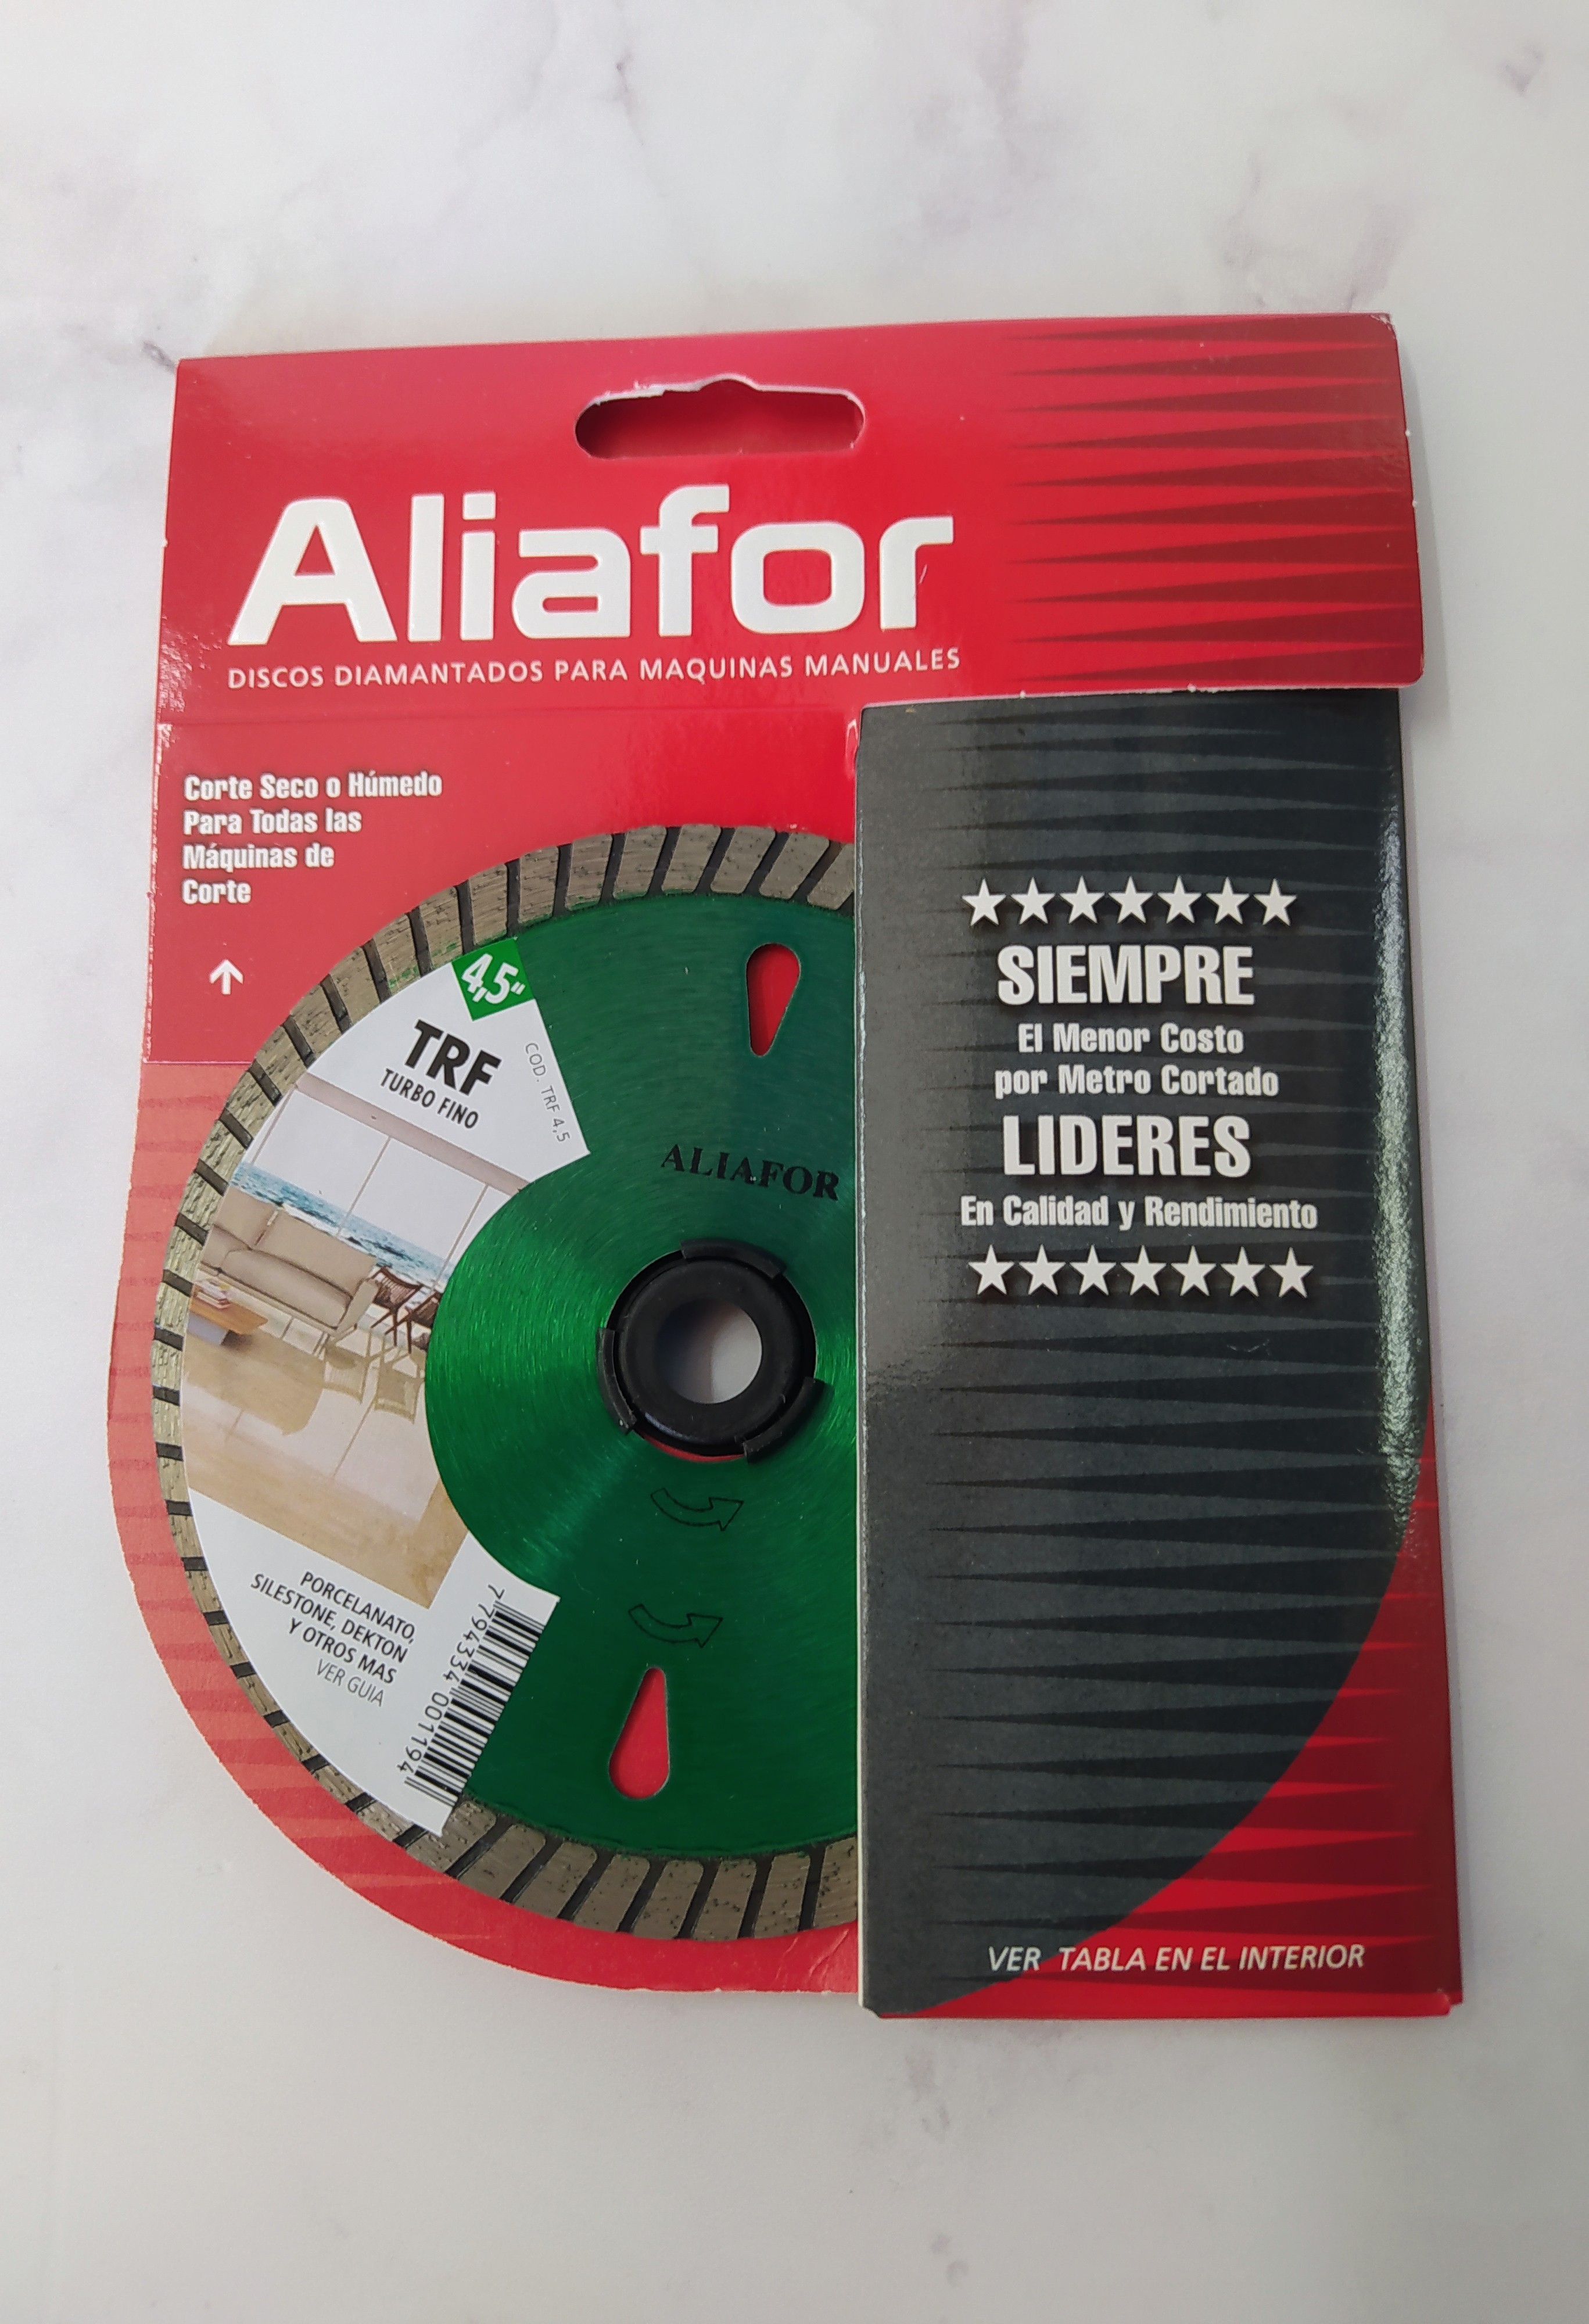 Aliafor
DISCOS DIAMANTADOS PARA MAQUINAS MANUALES
Corte Seco o Húmedo
Para Todas las
Máquinas de
Corte
4,5"
TRF
TURBO FINO
COD. TRF 4,5
ALIAFOR
PORCELANATO,
SILESTONE, DEKTON
Y OTROS MAS
VER GUIA
7794334 001194
SIEMPRE
El Menor Costo
por Metro Cortado
LIDERES
En Calidad y Rendimiento
VER TABLA EN EL INTERIOR